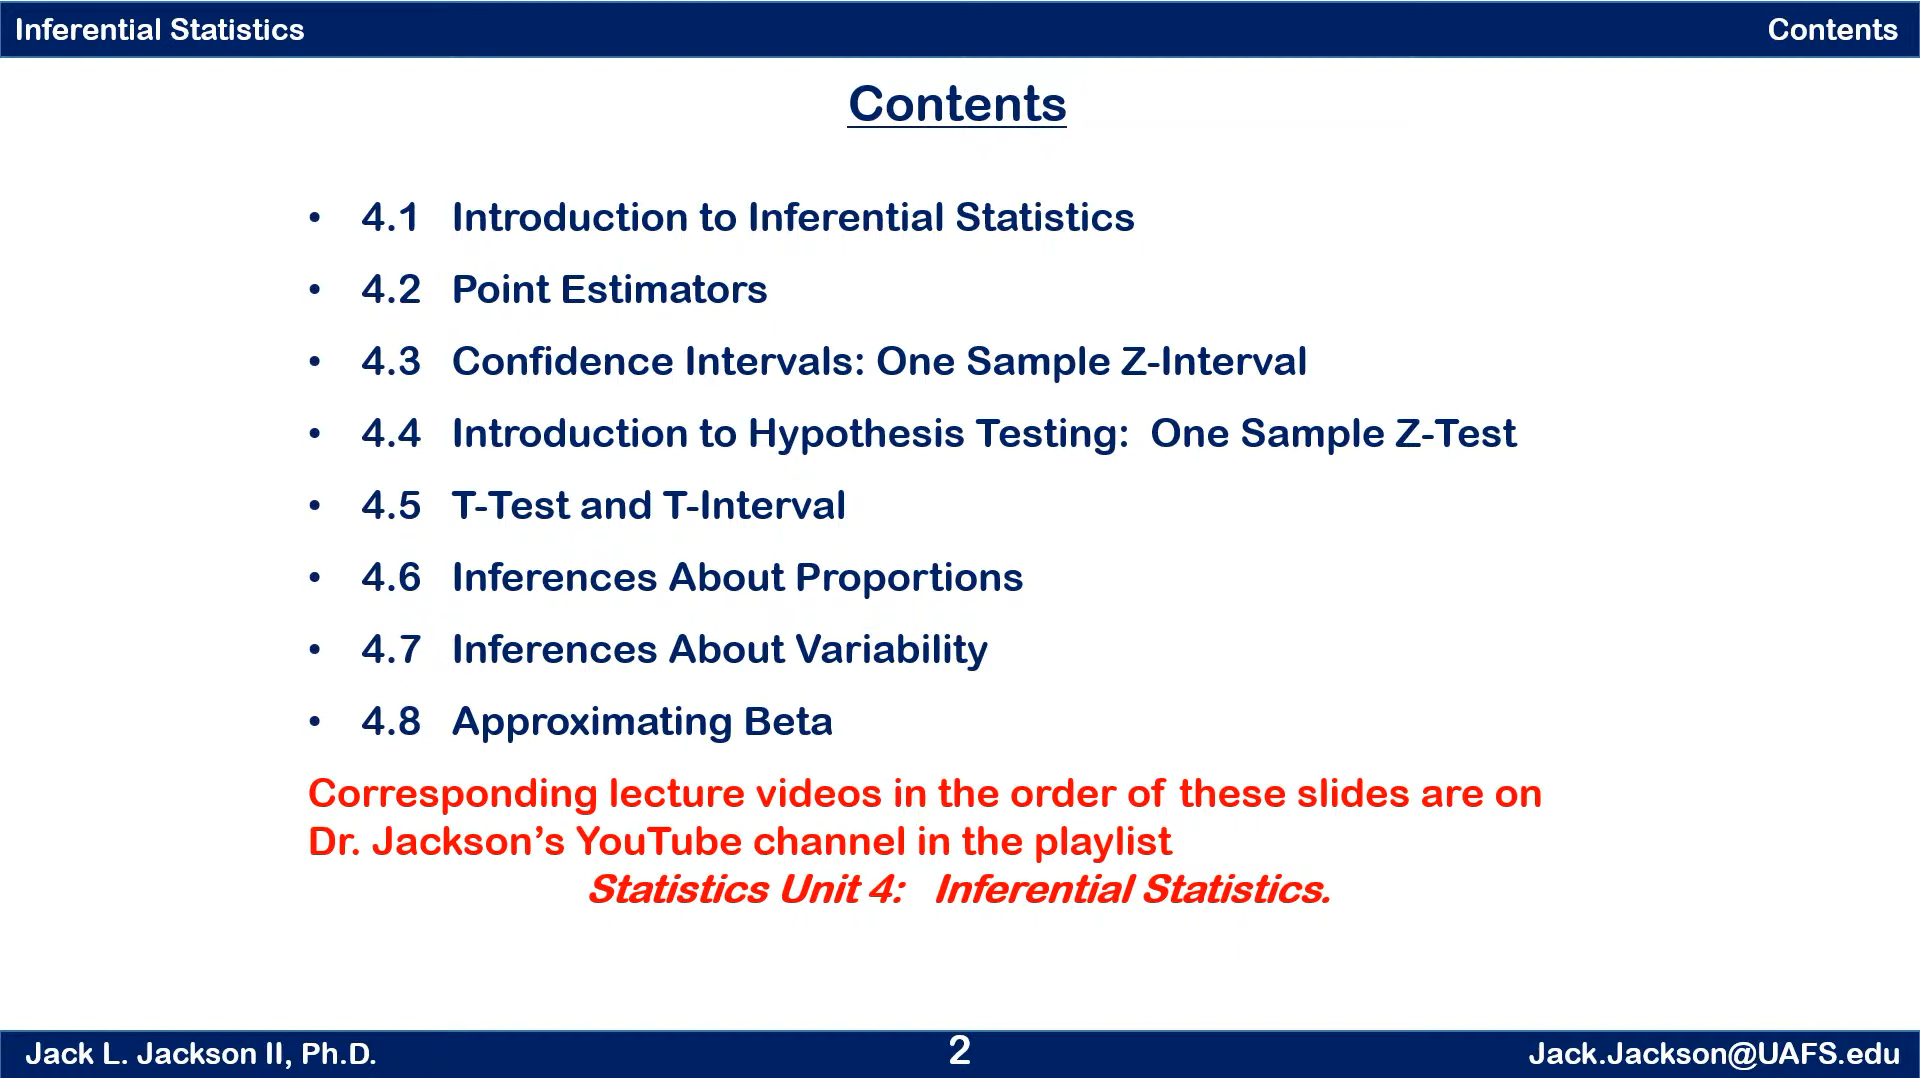 Inferential Statistics
Contents
Contents
• 4.1 Introduction to Inferential Statistics
• 4.2 Point Estimators
• 4.3 Confidence Intervals: One Sample Z-Interval
• 4.4 Introduction to Hypothesis Testing: One Sample Z-Test
• 4.5 T-Test and T-Interval
• 4.6 Inferences About Proportions
• 4.7 Inferences About Variability
• 4.8 Approximating Beta
Corresponding lecture videos in the order of these slides are on
Dr. Jackson’s YouTube channel in the playlist
Statistics Unit 4: Inferential Statistics.
Jack L. Jackson II, Ph.D.
2
Jack.Jackson@UAFS.edu